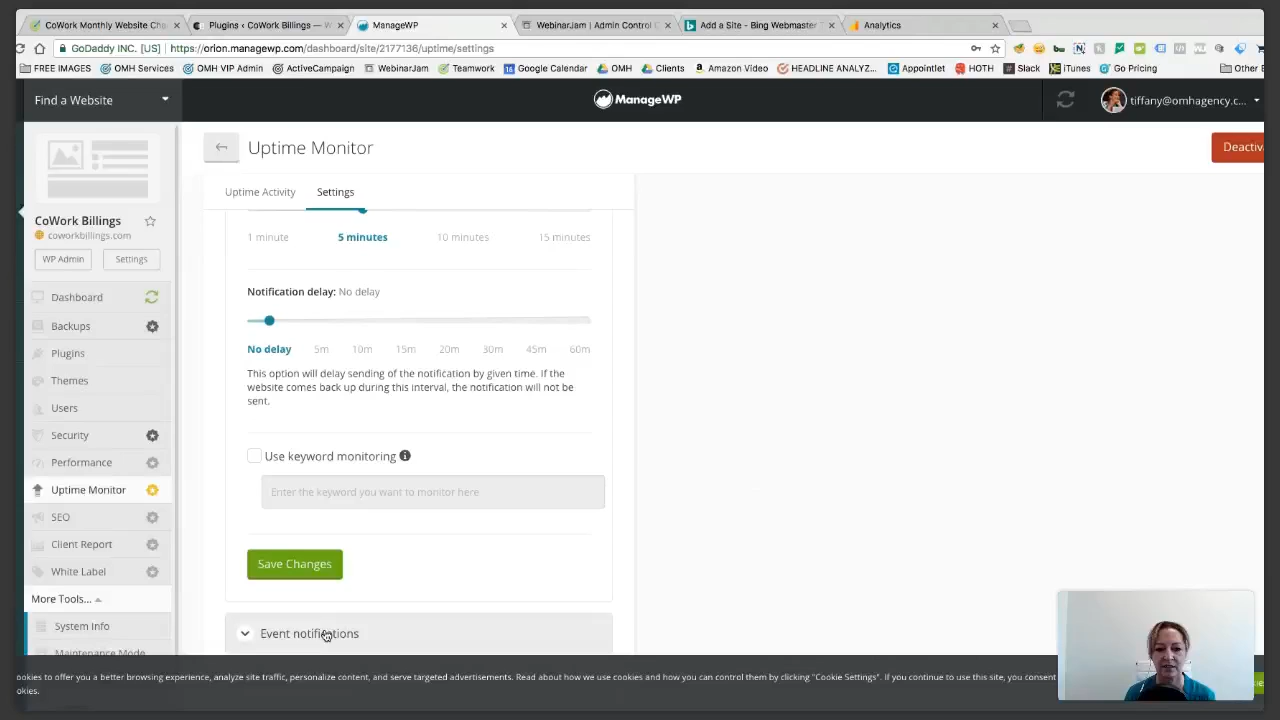 CoWork Monthly Website Che
Plugins ‹ CoWork Billings — W
ManageWP
WebinarJam | Admin Control C
Add a Site - Bing Webmaster T
Analytics
GoDaddy INC. [US] https://orion.managewp.com/dashboard/site/2177136/uptime/settings
FREE IMAGES OMH Services OMH VIP Admin ActiveCampaign WebinarJam Teamwork Google Calendar OMH Clients Amazon Video HEADLINE ANALYZ... Appointlet HOTH Slack iTunes Go Pricing Other B
Find a Website
ManageWP
tiffany@omhagency.c...
Uptime Monitor
Deactiva
Uptime Activity Settings
CoWork Billings
coworkbillings.com
WP Admin Settings
Dashboard
Backups
Plugins
Themes
Users
Security
Performance
Uptime Monitor
SEO
Client Report
White Label
More Tools...
System Info
Maintenance Mode
1 minute 5 minutes 10 minutes 15 minutes
Notification delay: No delay
No delay 5m 10m 15m 20m 30m 45m 60m
This option will delay sending of the notification by given time. If the
website comes back up during this interval, the notification will not be
sent.
Use keyword monitoring
Enter the keyword you want to monitor here
Save Changes
Event notifications
ookies to offer you a better browsing experience, analyze site traffic, personalize content, and serve targeted advertisements. Read about how we use cookies and how you can control them by clicking "Cookie Settings". If you continue to use this site, you consent
okies.